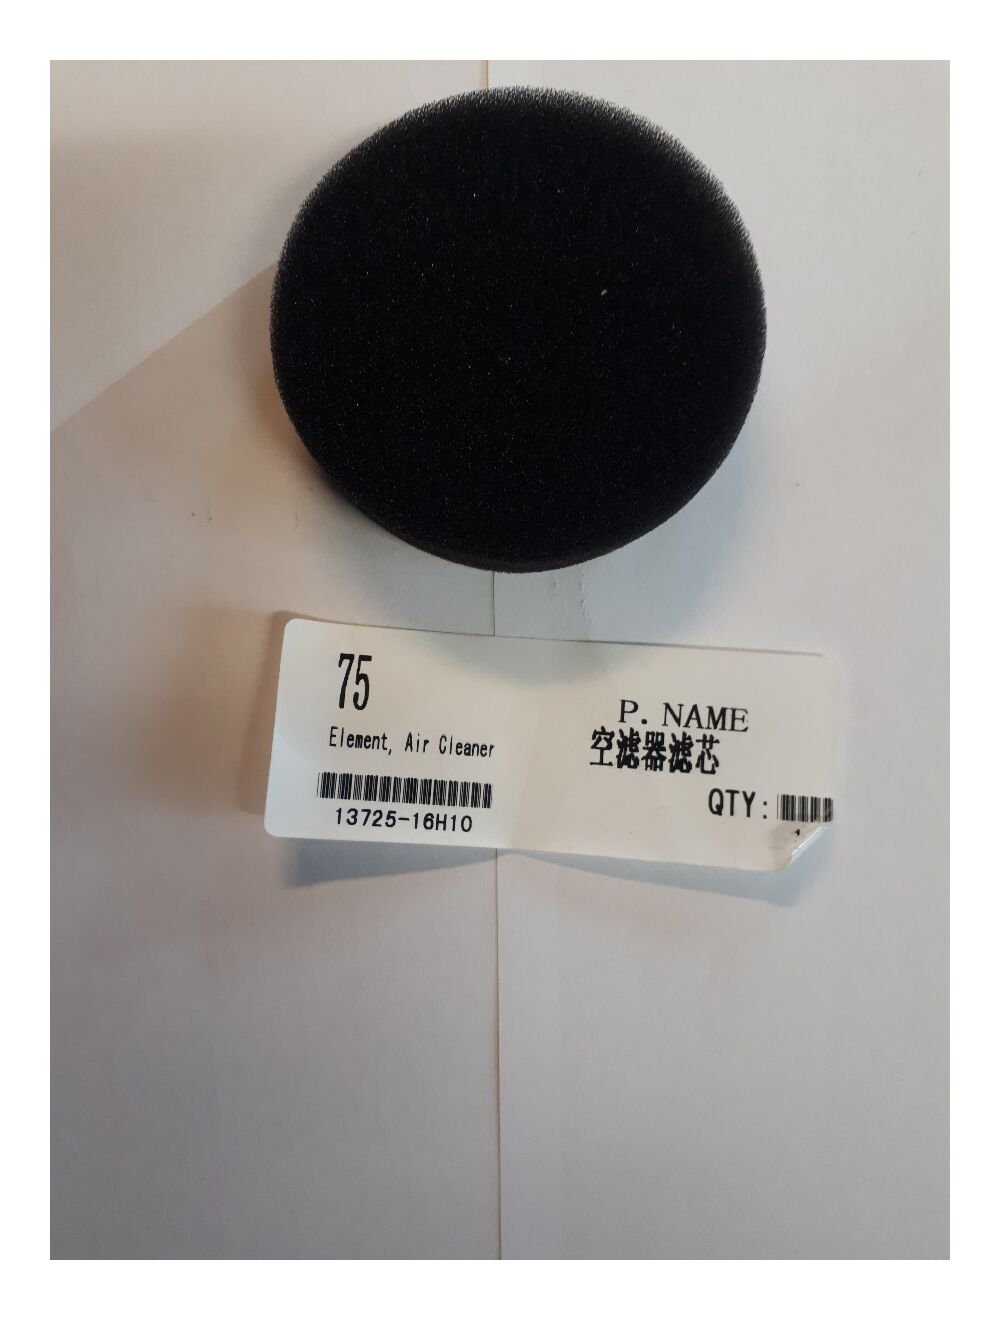 75
Element, Air Cleaner
13725-16H10
P. NAME
空滤器滤芯
QTY: